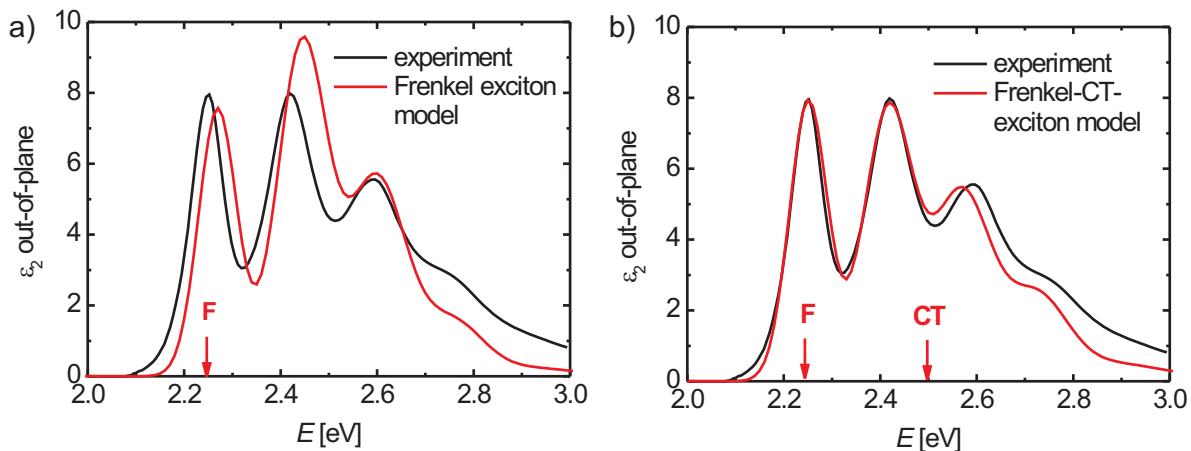 a)
10
8
6
4
2
0
ε2 out-of-plane
experiment
Frenkel exciton
model
F
2.0 2.2 2.4 2.6 2.8 3.0
E [eV]
b)
10
8
6
4
2
0
ε2 out-of-plane
experiment
Frenkel-CT-
exciton model
F
CT
2.0 2.2 2.4 2.6 2.8 3.0
E [eV]